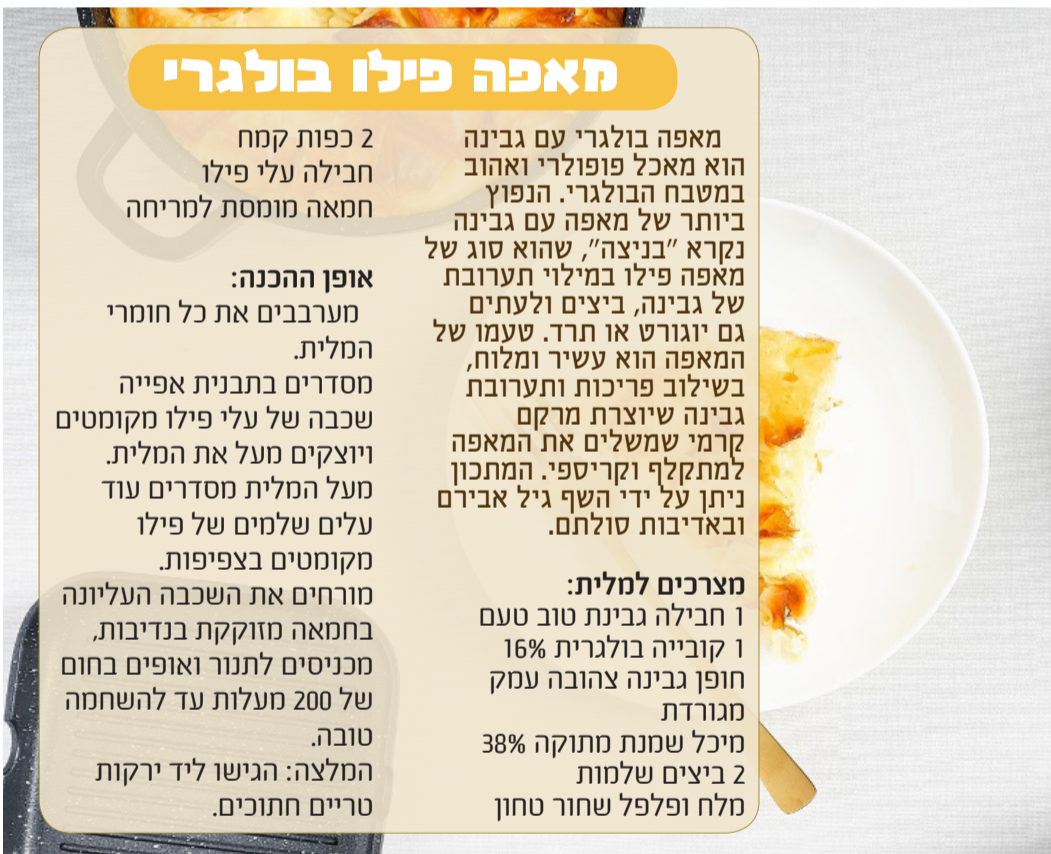 מאפה פילו בולגרי
מאפה בולגרי עם גבינה
הוא מאכל פופולרי ואהוב
במטבח הבולגרי. הנפוץ
ביותר של מאפה עם גבינה
נקרא "בניצה", שהוא סוג של
מאפה פילו במילוי תערובת
של גבינה, ביצים ולעתים
גם יוגורט או תרד. טעמו של
המאפה הוא עשיר ומלוח,
בשילוב פריכות ותערובת
גבינה שיוצרת מרקם
קרמי שמשלים את המאפה
למתקלף וקריספי. המתכון
ניתן על ידי השף גיל אבירם
ובאדיבות סולתם.
מצרכים למלית:
1 חבילה גבינת טוב טעם
1 קובייה בולגרית 16%
חופן גבינה צהובה עמק
מגורדת
מיכל שמנת מתוקה 38%
2 ביצים שלמות
מלח ופלפל שחור טחון
2 כפות קמח
חבילה עלי פילו
חמאה מומסת למריחה
אופן ההכנה:
מערבבים את כל חומרי
המלית.
מסדרים בתבנית אפייה
שכבה של עלי פילו מקומטים
ויוצקים מעל את המלית.
מעל המלית מסדרים עוד
עלים שלמים של פילו
מקומטים בצפיפות.
מורחים את השכבה העליונה
בחמאה מזוקקת בנדיבות,
מכניסים לתנור ואופים בחום
של 200 מעלות עד להשחמה
טובה.
המלצה: הגישו ליד ירקות
טריים חתוכים.